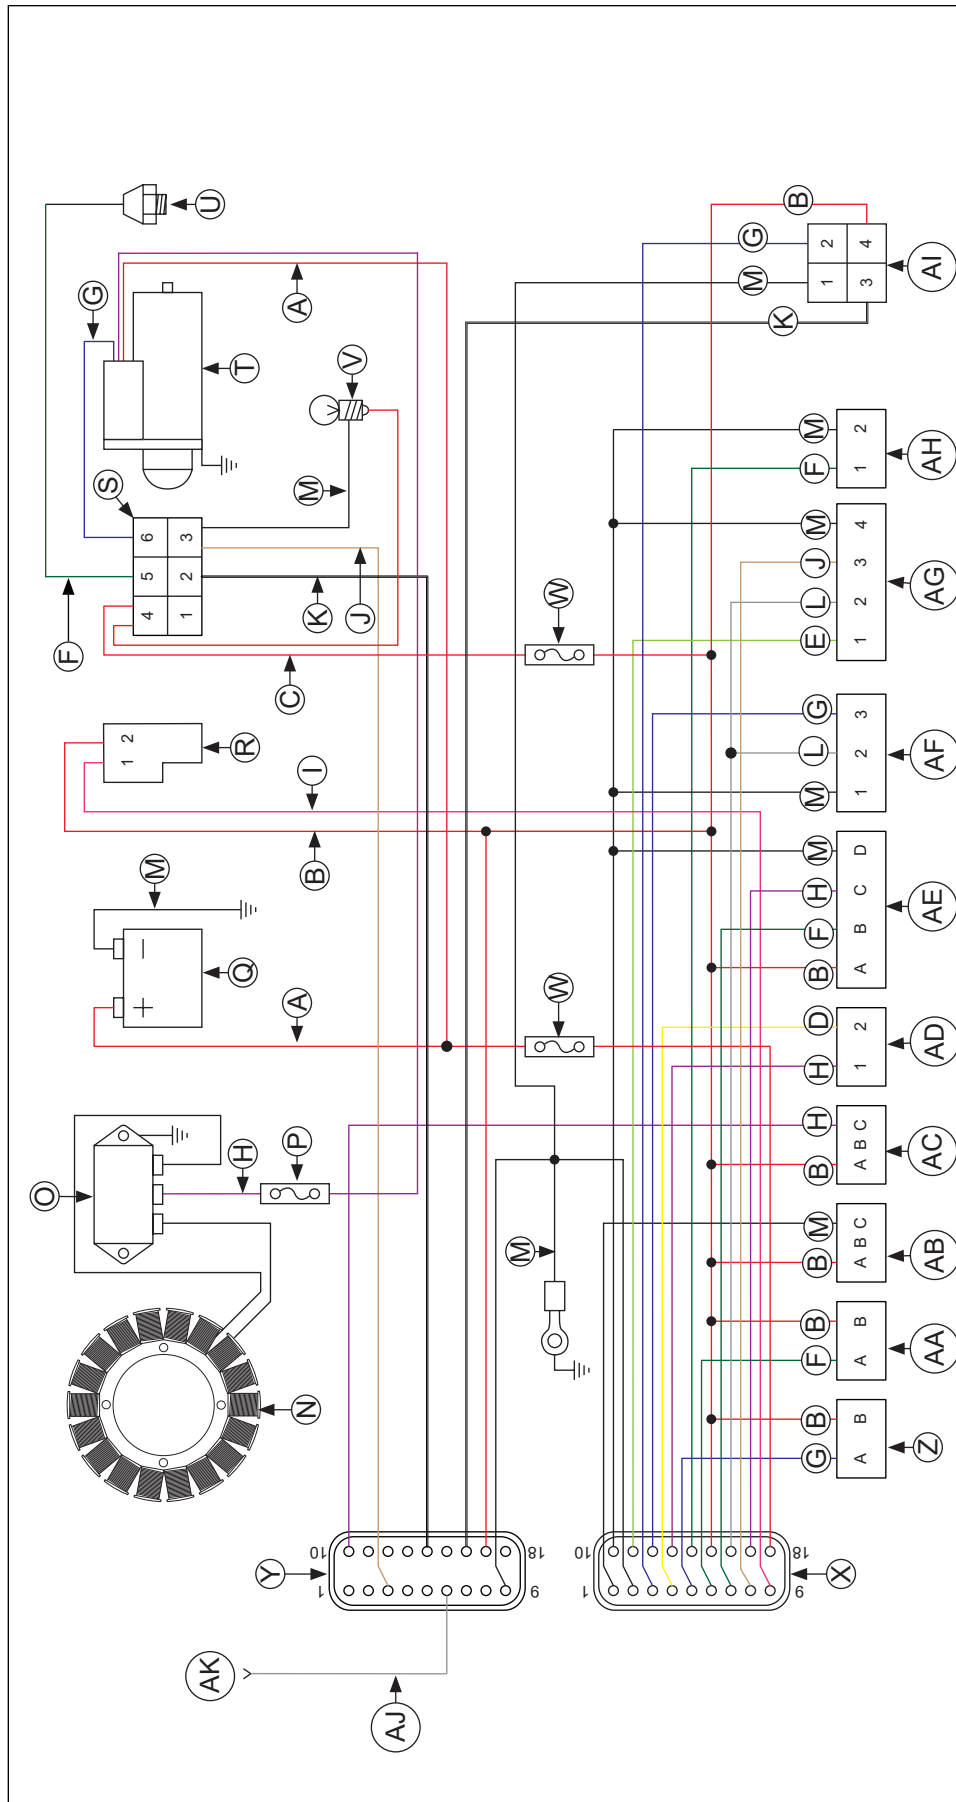 O
F
G
S
M
U
4 5 6
1 2 3
1 2
+ −
AK
N
H
Q
R
T
Y
P
A
C
I
B
K
M
A
J
V
1 10
9 18
AJ
M
W
W
1 10
9 18
X
G B
F B
B M
B H
H D
B F H M
M L G
E L J M
F M
K
M G B
A B
A B
A B C
A B C
1 2
A B C D
1 2 3
1 2 3 4
1 2
1 2
3 4
Z
AA
AB
AC
AD
AE
AF
AG
AH
AI